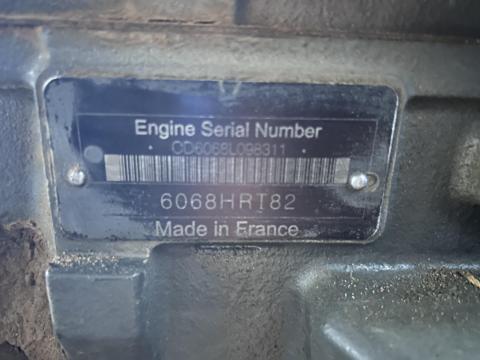 Engine Serial Number
CD6068L098311
6068HRT82
Made in France